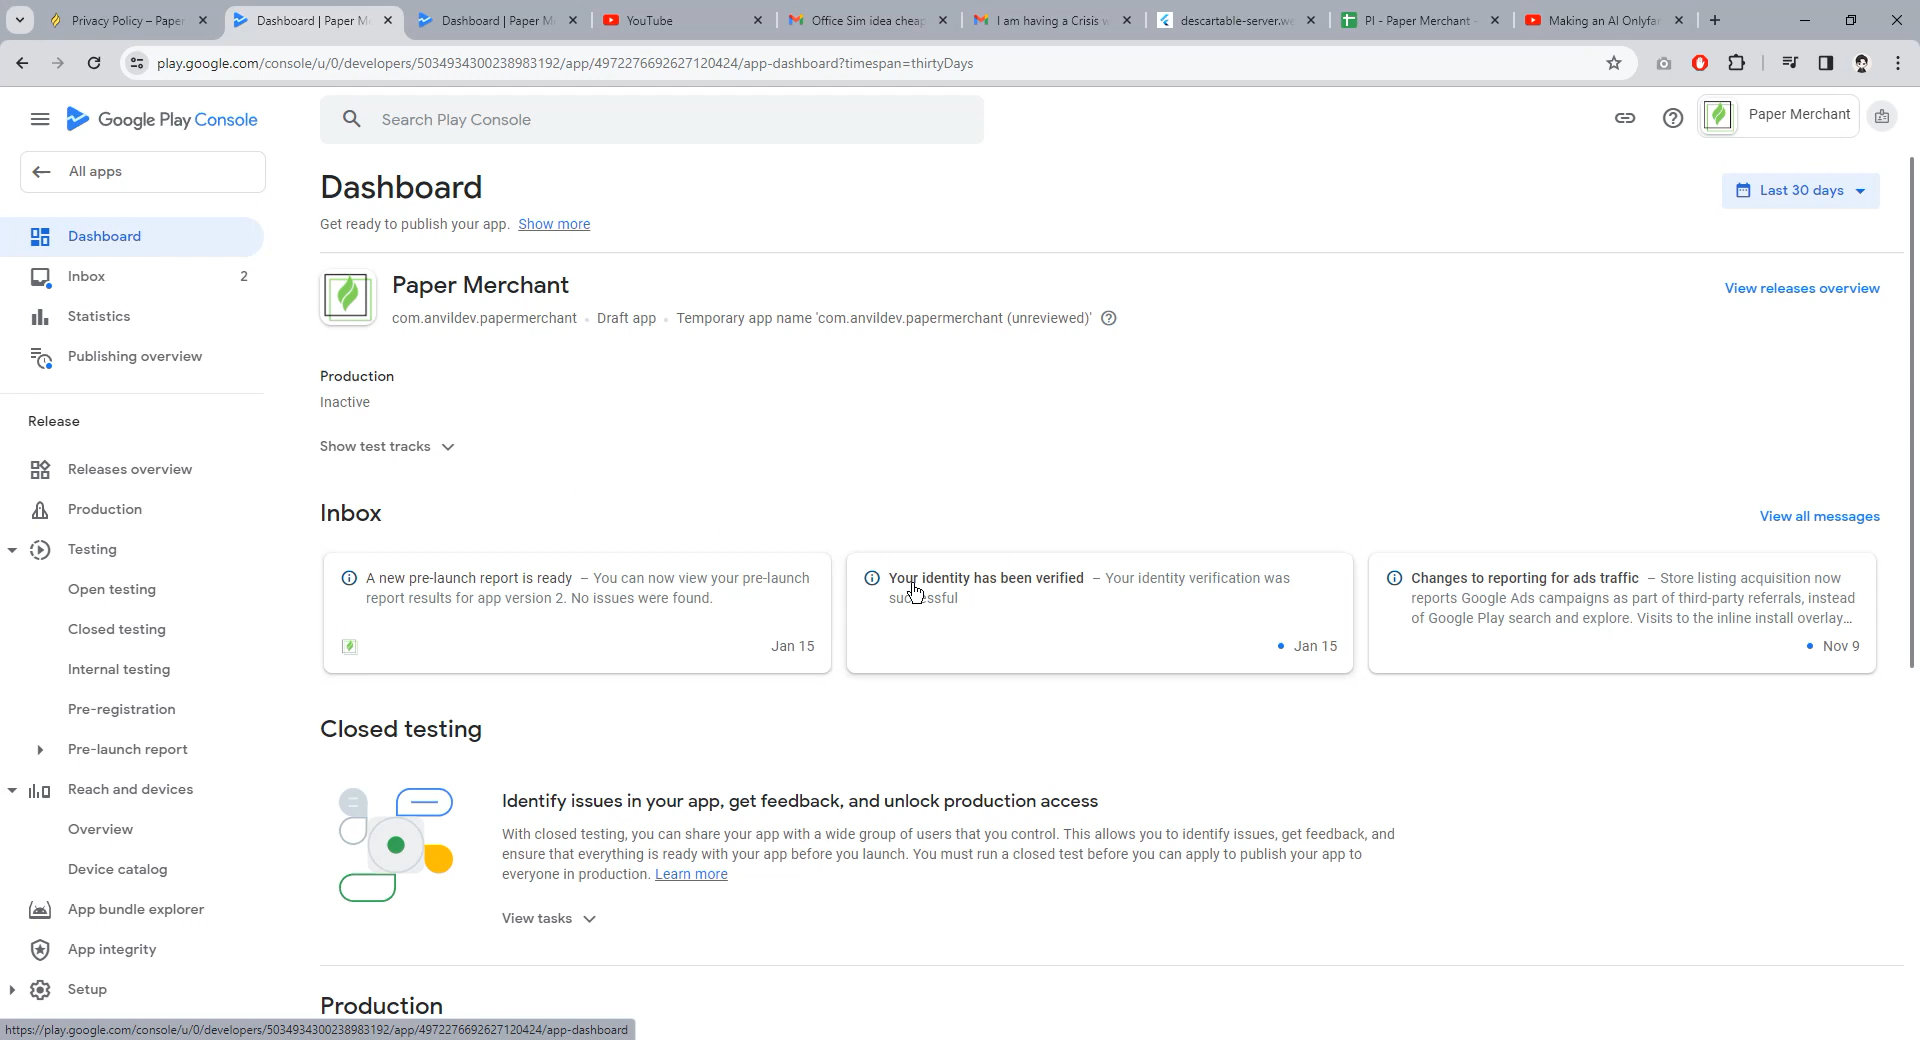 Privacy Policy – Paper
Dashboard | Paper M
Dashboard | Paper M
YouTube
Office Sim idea cheap
I am having a Crisis w
descartable-server.we
PI - Paper Merchant -
Making an AI Onlyfa
play.google.com/console/u/0/developers/5034934300238983192/app/4972276692627120424/app-dashboard?timespan=thirtyDays
Google Play Console
Search Play Console
Paper Merchant
All apps
Dashboard
Inbox 2
Statistics
Publishing overview
Release
Releases overview
Production
Testing
Open testing
Closed testing
Internal testing
Pre-registration
Pre-launch report
Reach and devices
Overview
Device catalog
App bundle explorer
App integrity
Setup
Dashboard
Last 30 days
Get ready to publish your app. Show more
Paper Merchant
View releases overview
com.anvildev.papermerchant • Draft app • Temporary app name 'com.anvildev.papermerchant (unreviewed)'
Production
Inactive
Show test tracks
Inbox
View all messages
A new pre-launch report is ready – You can now view your pre-launch
report results for app version 2. No issues were found.
Jan 15
Your identity has been verified – Your identity verification was
successful
Jan 15
Changes to reporting for ads traffic – Store listing acquisition now
reports Google Ads campaigns as part of third-party referrals, instead
of Google Play search and explore. Visits to the inline install overlay…
Nov 9
Closed testing
Identify issues in your app, get feedback, and unlock production access
With closed testing, you can share your app with a wide group of users that you control. This allows you to identify issues, get feedback, and
ensure that everything is ready with your app before you launch. You must run a closed test before you can apply to publish your app to
everyone in production. Learn more
View tasks
Production
https://play.google.com/console/u/0/developers/5034934300238983192/app/4972276692627120424/app-dashboard